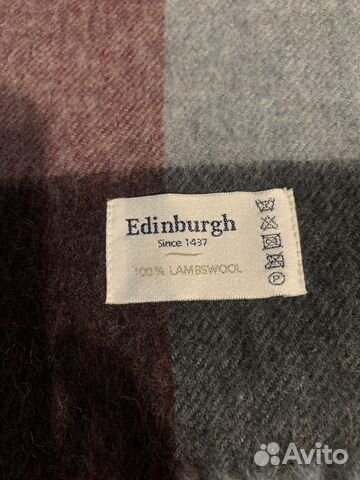 Edinburgh
Since 1437
100% LAMBSWOOL
P
Avito